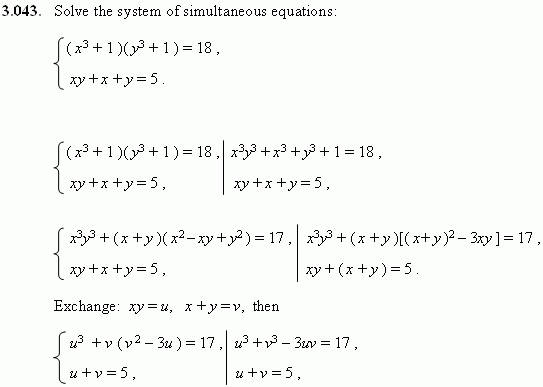 3.043. Solve the system of simultaneous equations:
(x³ + 1)(y³ + 1) = 18,
xy + x + y = 5.
(x³ + 1)(y³ + 1) = 18, | x³y³ + x³ + y³ + 1 = 18,
xy + x + y = 5, | xy + x + y = 5,
x³y³ + (x + y)(x² − xy + y²) = 17, | x³y³ + (x + y)[(x + y)² − 3xy] = 17,
xy + x + y = 5, | xy + (x + y) = 5.
Exchange: xy = u, x + y = v, then
u³ + v(v² − 3u) = 17, | u³ + v³ − 3uv = 17,
u + v = 5, | u + v = 5,